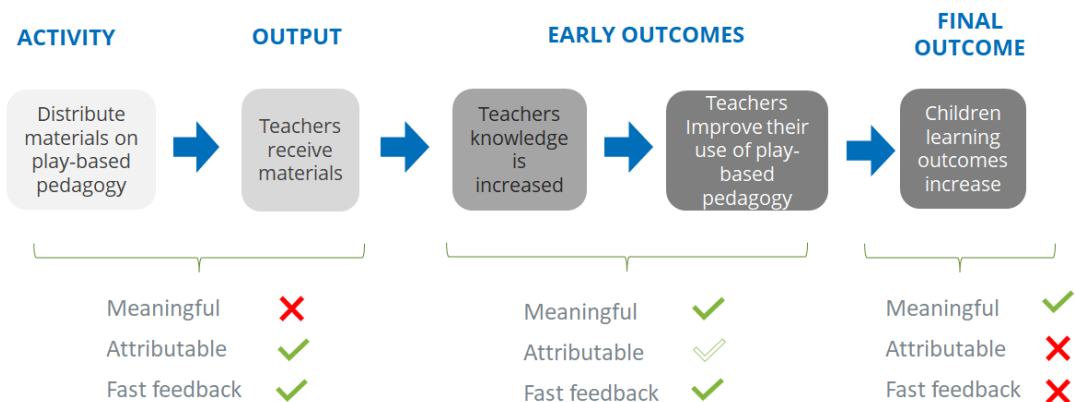 ACTIVITY
OUTPUT
EARLY OUTCOMES
FINAL
OUTCOME
Distribute
materials on
play-based
pedagogy
Teachers
receive
materials
Teachers
knowledge
is
increased
Teachers
Improve their
use of play-
based
pedagogy
Children
learning
outcomes
increase
Meaningful
Attributable
Fast feedback
Meaningful
Attributable
Fast feedback
Meaningful
Attributable
Fast feedback